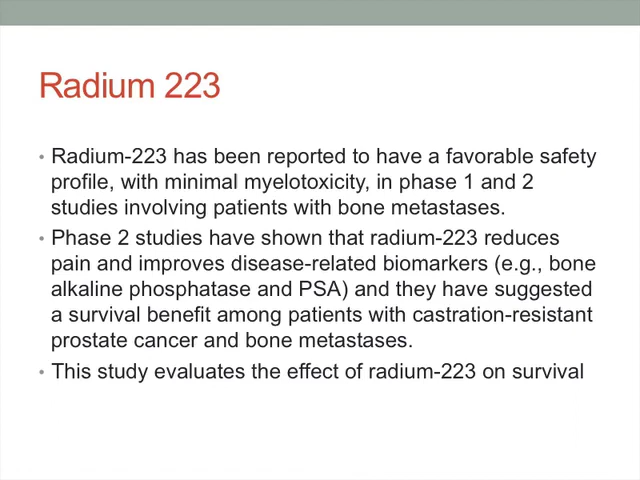 Radium 223
• Radium-223 has been reported to have a favorable safety
profile, with minimal myelotoxicity, in phase 1 and 2
studies involving patients with bone metastases.
• Phase 2 studies have shown that radium-223 reduces
pain and improves disease-related biomarkers (e.g., bone
alkaline phosphatase and PSA) and they have suggested
a survival benefit among patients with castration-resistant
prostate cancer and bone metastases.
• This study evaluates the effect of radium-223 on survival